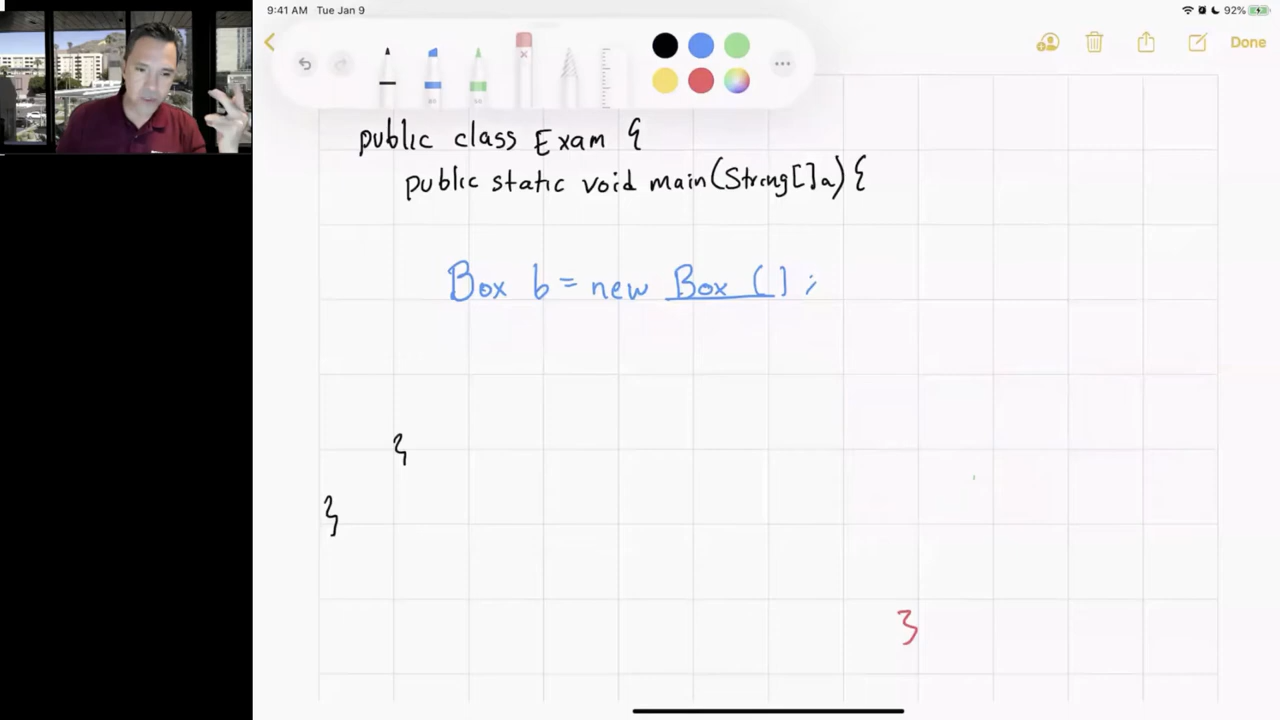 9:41 AM Tue Jan 9
92%
Done
public class Exam {
public static void main(String[]a){
Box b = new Box ();
}
}
}